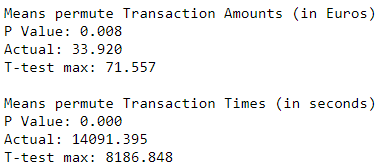 Means permute Transaction Amounts (in Euros)
P Value: 0.008
Actual: 33.920
T-test max: 71.557
Means permute Transaction Times (in seconds)
P Value: 0.000
Actual: 14091.395
T-test max: 8186.848